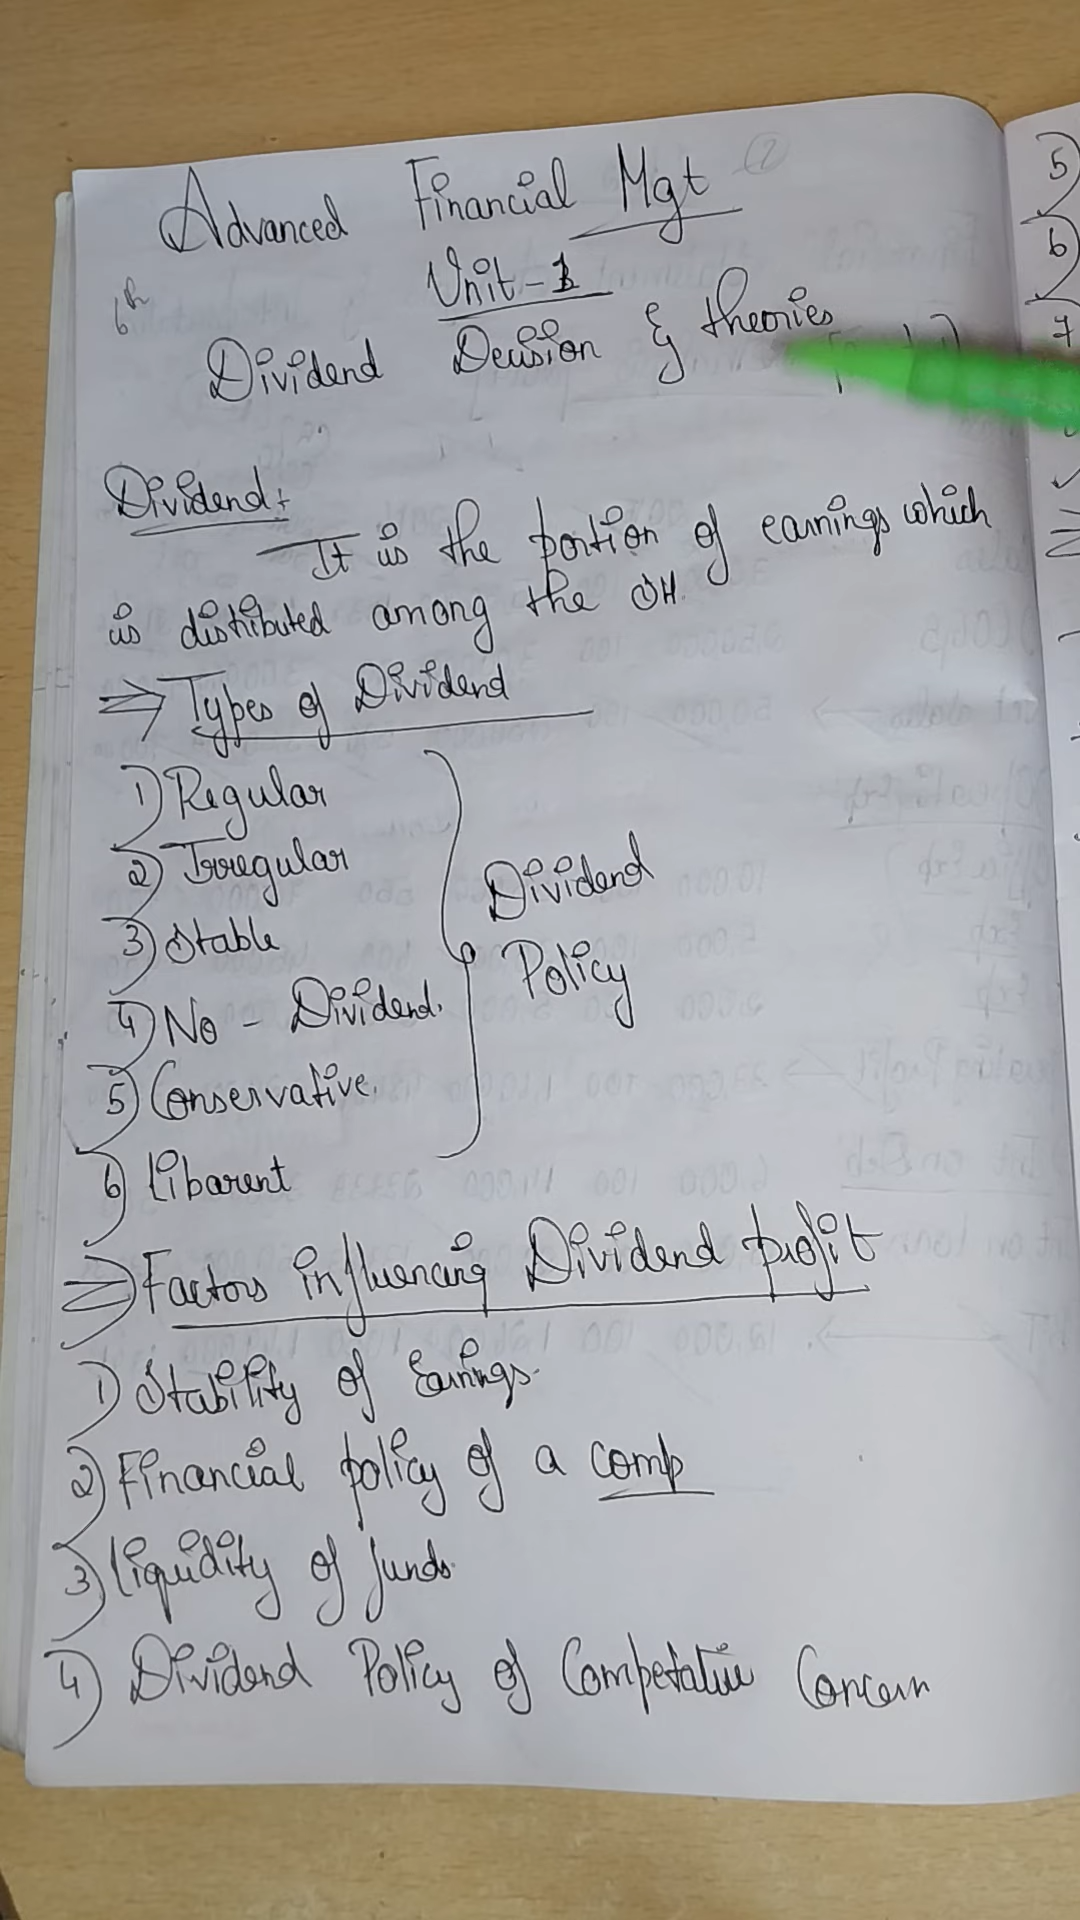 Advanced Financial Mgt
Unit-1
6th
Dividend Decision & theories
Dividend:
It is the portion of earnings which
is distributed among the SH.
=> Types of Dividend
1) Regular
2) Irregular
3) Stable
4) No - Dividend.
5) Conservative.
6) Libarent
Dividend
Policy
=> Factors influencing Dividend profit
1) Stability of Earnings.
2) Financial policy of a comp
3) Liquidity of funds.
4) Dividend Policy of Competative Concern
5)
6)
7